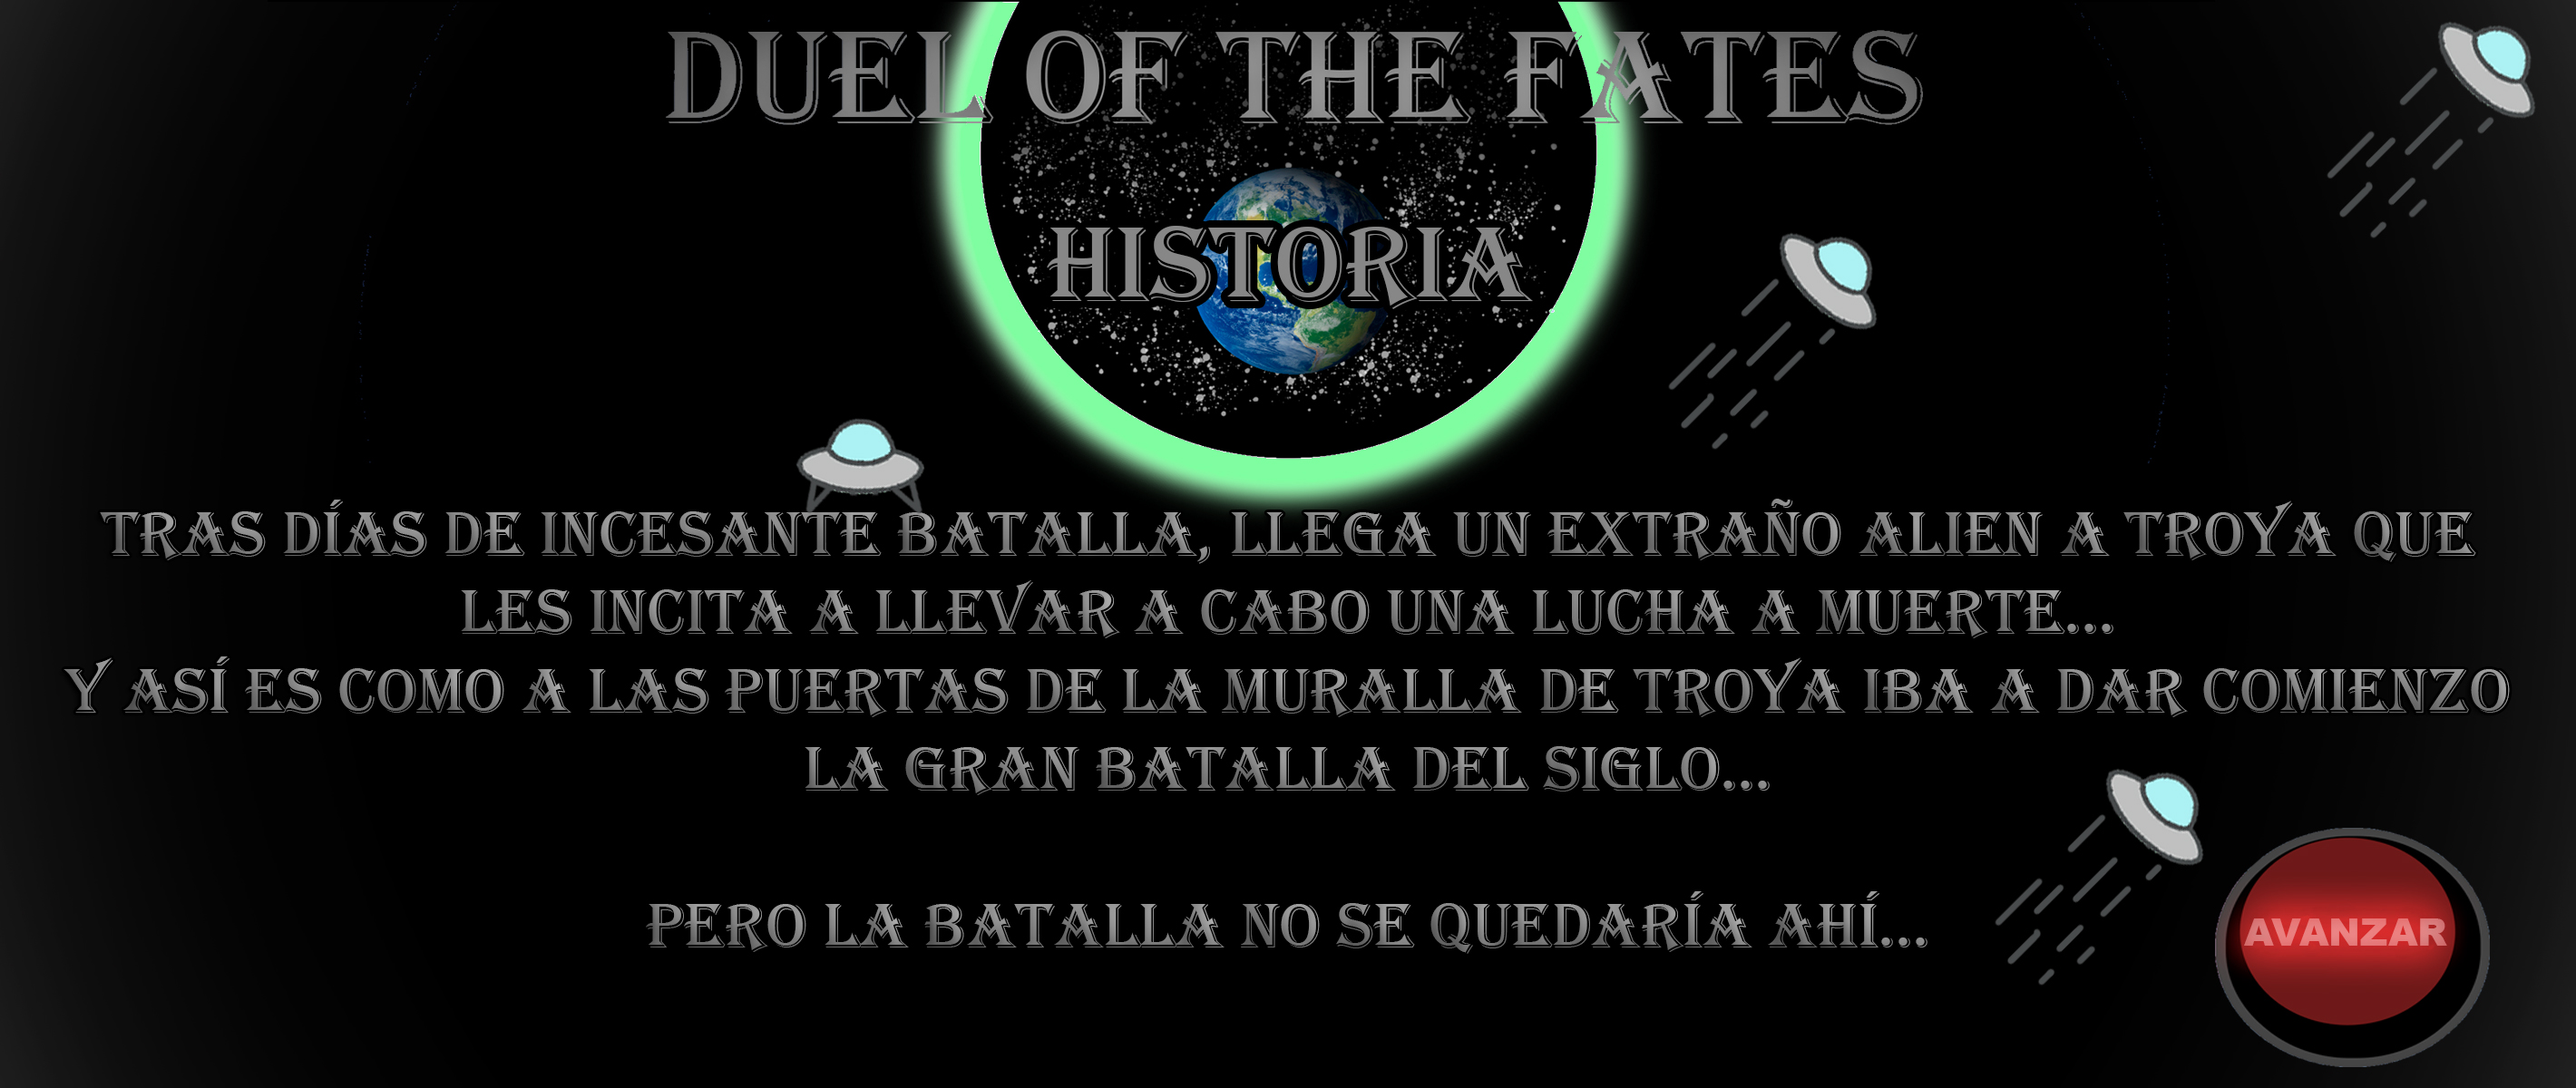 DUEL OF THE FATES
HISTORIA
TRAS DÍAS DE INCESANTE BATALLA, LLEGA UN EXTRAÑO ALIEN A TROYA QUE
LES INCITA A LLEVAR A CABO UNA LUCHA A MUERTE...
Y ASÍ ES COMO A LAS PUERTAS DE LA MURALLA DE TROYA IBA A DAR COMIENZO
LA GRAN BATALLA DEL SIGLO...
PERO LA BATALLA NO SE QUEDARÍA AHÍ...
AVANZAR